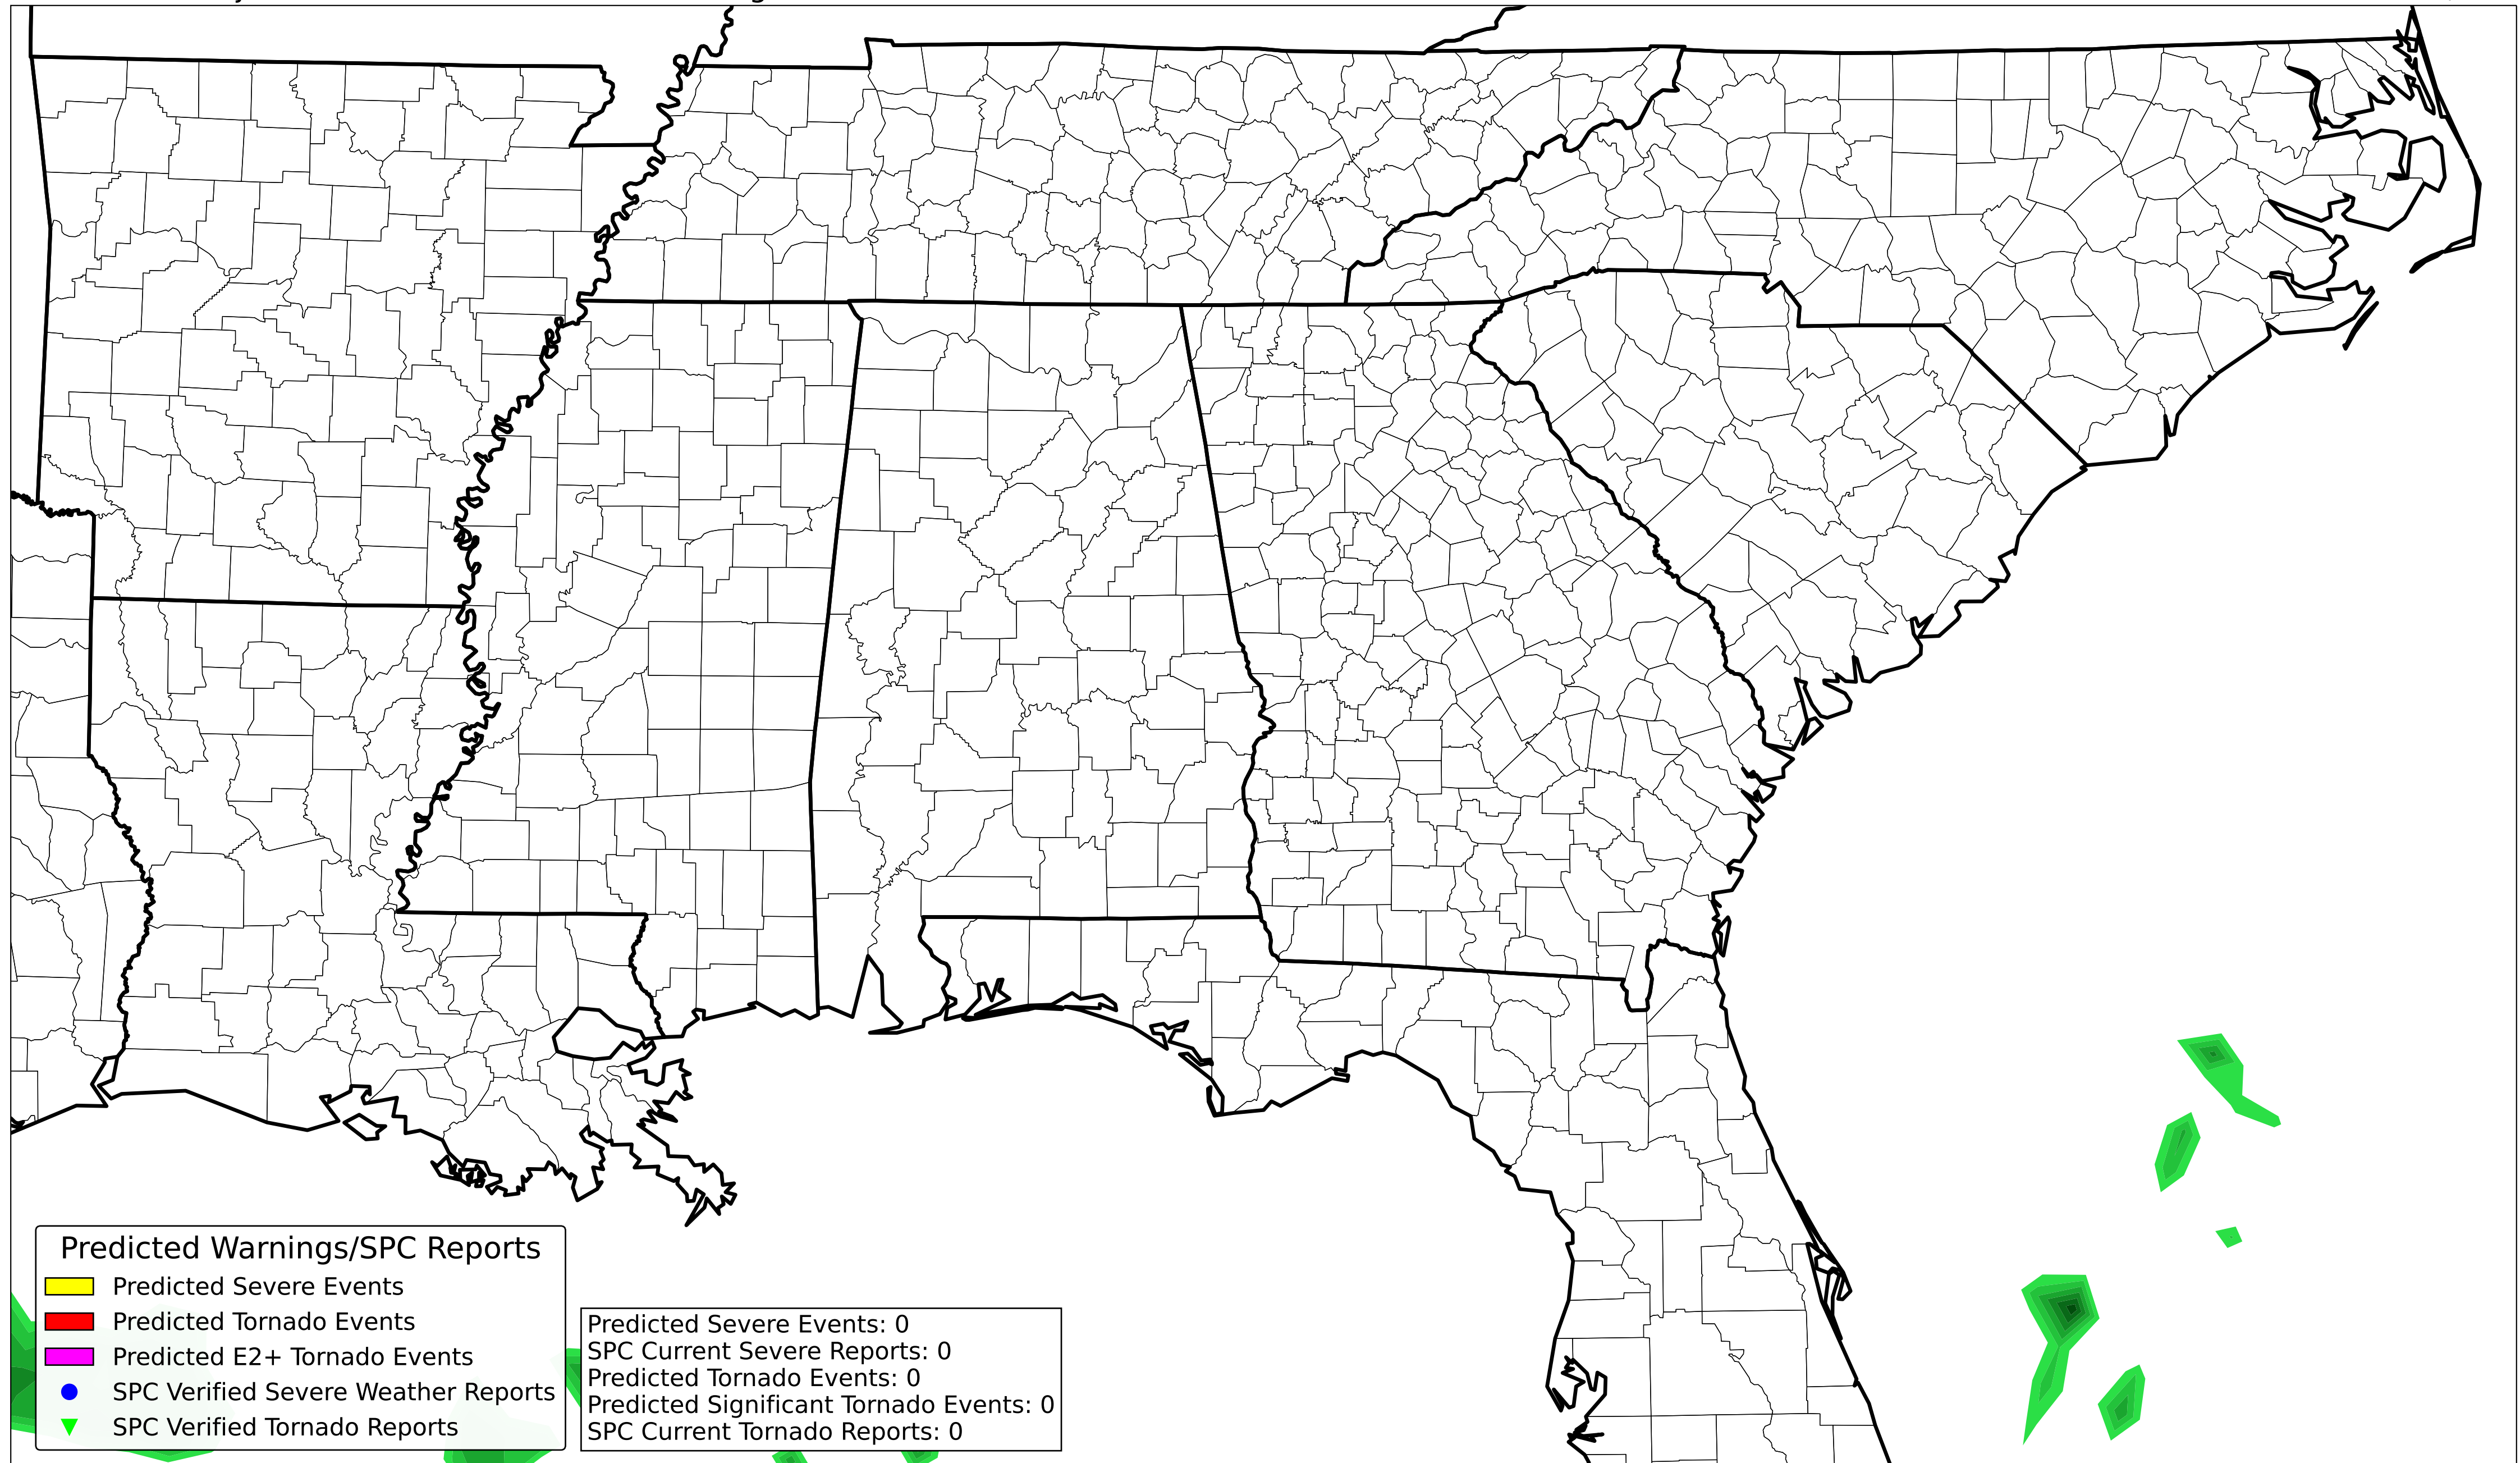 Predicted Warnings/SPC Reports
Predicted Severe Events
Predicted Tornado Events
Predicted E2+ Tornado Events
SPC Verified Severe Weather Reports
SPC Verified Tornado Reports
Predicted Severe Events: 0
SPC Current Severe Reports: 0
Predicted Tornado Events: 0
Predicted Significant Tornado Events: 0
SPC Current Tornado Reports: 0